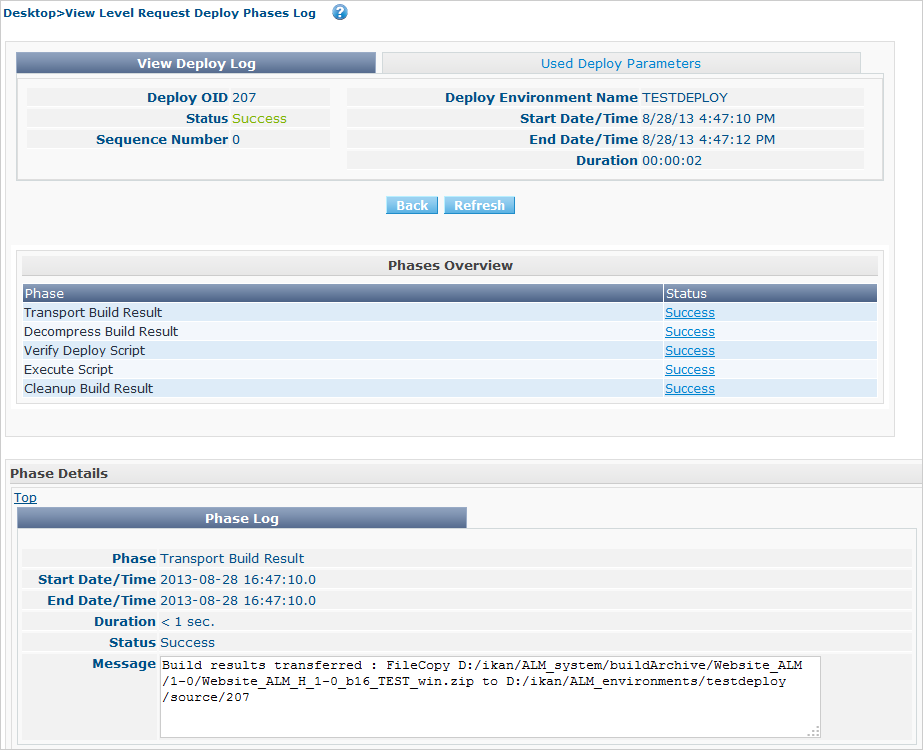 Desktop>View Level Request Deploy Phases Log ?
View Deploy Log
Used Deploy Parameters
Deploy OID 207
Status Success
Sequence Number 0
Deploy Environment Name TESTDEPLOY
Start Date/Time 8/28/13 4:47:10 PM
End Date/Time 8/28/13 4:47:12 PM
Duration 00:00:02
Back Refresh
Phases Overview
Phase Status
Transport Build Result Success
Decompress Build Result Success
Verify Deploy Script Success
Execute Script Success
Cleanup Build Result Success
Phase Details
Top
Phase Log
Phase Transport Build Result
Start Date/Time 2013-08-28 16:47:10.0
End Date/Time 2013-08-28 16:47:10.0
Duration < 1 sec.
Status Success
Message Build results transferred : FileCopy D:/ikan/ALM_system/buildArchive/Website_ALM
/1-0/Website_ALM_H_1-0_b16_TEST_win.zip to D:/ikan/ALM_environments/testdeploy
/source/207